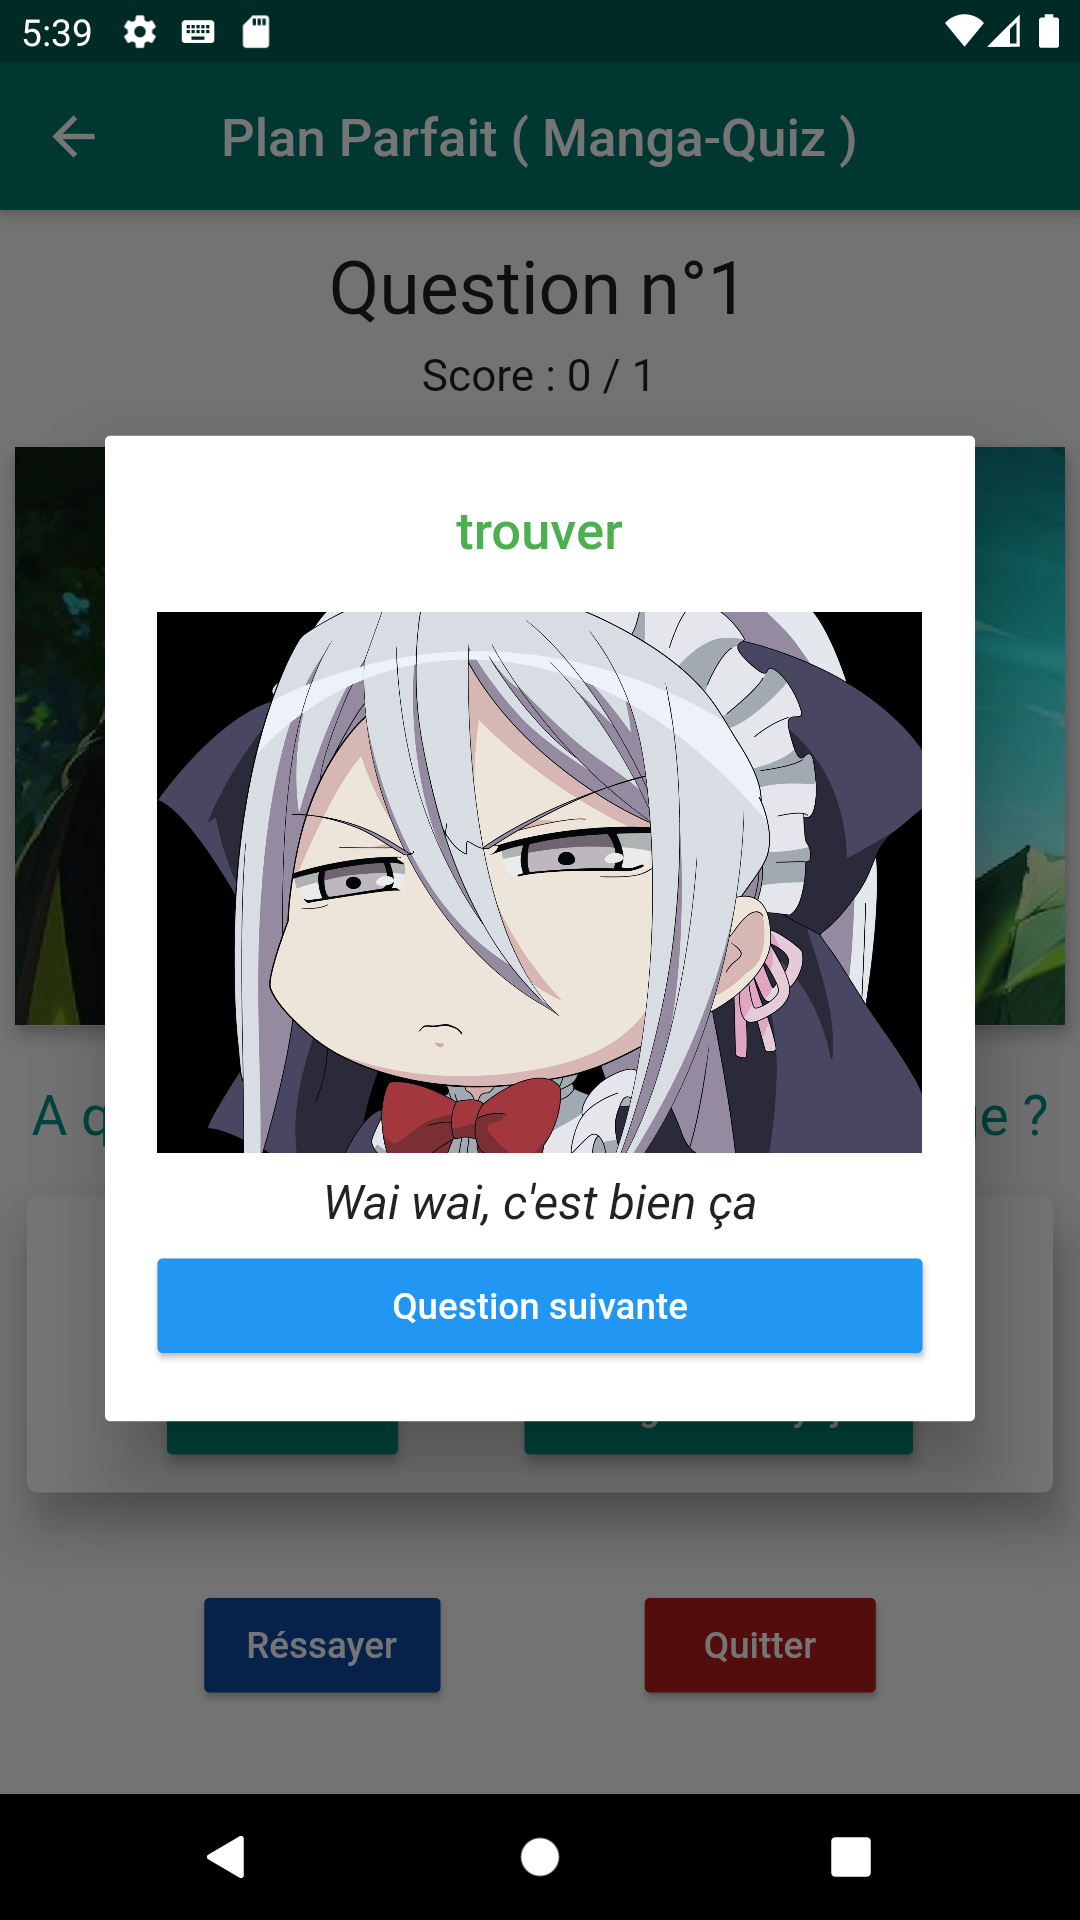 5:39
Plan Parfait ( Manga-Quiz )
Question n°1
Score : 0 / 1
trouver
A
?
Wai wai, c'est bien ça
Question suivante
Réssayer
Quitter